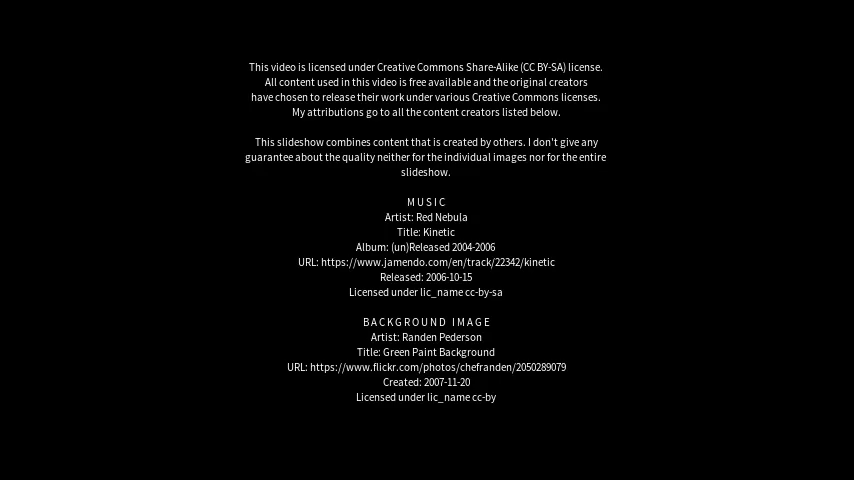 This video is licensed under Creative Commons Share-Alike (CC BY-SA) license.
All content used in this video is free available and the original creators
have chosen to release their work under various Creative Commons licenses.
My attributions go to all the content creators listed below.
This slideshow combines content that is created by others. I don't give any
guarantee about the quality neither for the individual images nor for the entire
slideshow.
M U S I C
Artist: Red Nebula
Title: Kinetic
Album: (un)Released 2004-2006
URL: https://www.jamendo.com/en/track/22342/kinetic
Released: 2006-10-15
Licensed under lic_name cc-by-sa
B A C K G R O U N D   I M A G E
Artist: Randen Pederson
Title: Green Paint Background
URL: https://www.flickr.com/photos/chefranden/2050289079
Created: 2007-11-20
Licensed under lic_name cc-by